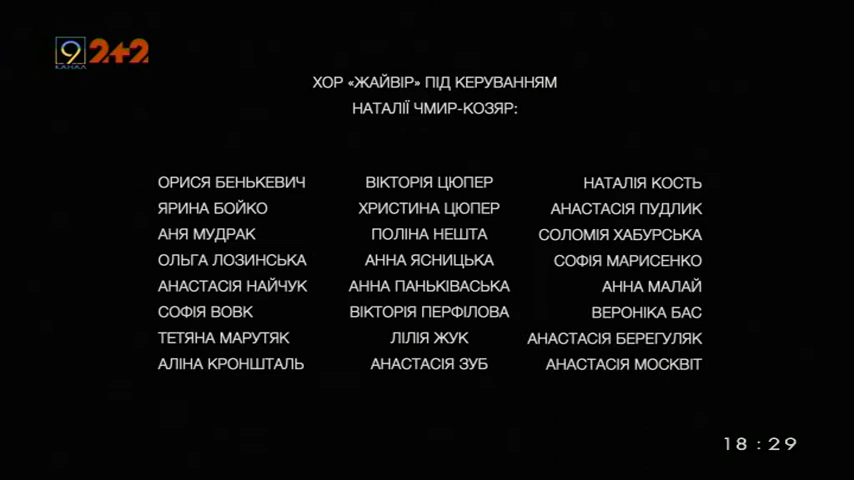 9 2+2
КАНАЛ
ХОР «ЖАЙВІР» ПІД КЕРУВАННЯМ
НАТАЛІЇ ЧМИР-КОЗЯР:
ОРИСЯ БЕНЬКЕВИЧ ВІКТОРІЯ ЦЮПЕР НАТАЛІЯ КОСТЬ
ЯРИНА БОЙКО ХРИСТИНА ЦЮПЕР АНАСТАСІЯ ПУДЛИК
АНЯ МУДРАК ПОЛІНА НЕШТА СОЛОМІЯ ХАБУРСЬКА
ОЛЬГА ЛОЗИНСЬКА АННА ЯСНИЦЬКА СОФІЯ МАРИСЕНКО
АНАСТАСІЯ НАЙЧУК АННА ПАНЬКІВАСЬКА АННА МАЛАЙ
СОФІЯ ВОВК ВІКТОРІЯ ПЕРФІЛОВА ВЕРОНІКА БАС
ТЕТЯНА МАРУТЯК ЛІЛІЯ ЖУК АНАСТАСІЯ БЕРЕГУЛЯК
АЛІНА КРОНШТАЛЬ АНАСТАСІЯ ЗУБ АНАСТАСІЯ МОСКВІТ
18:29